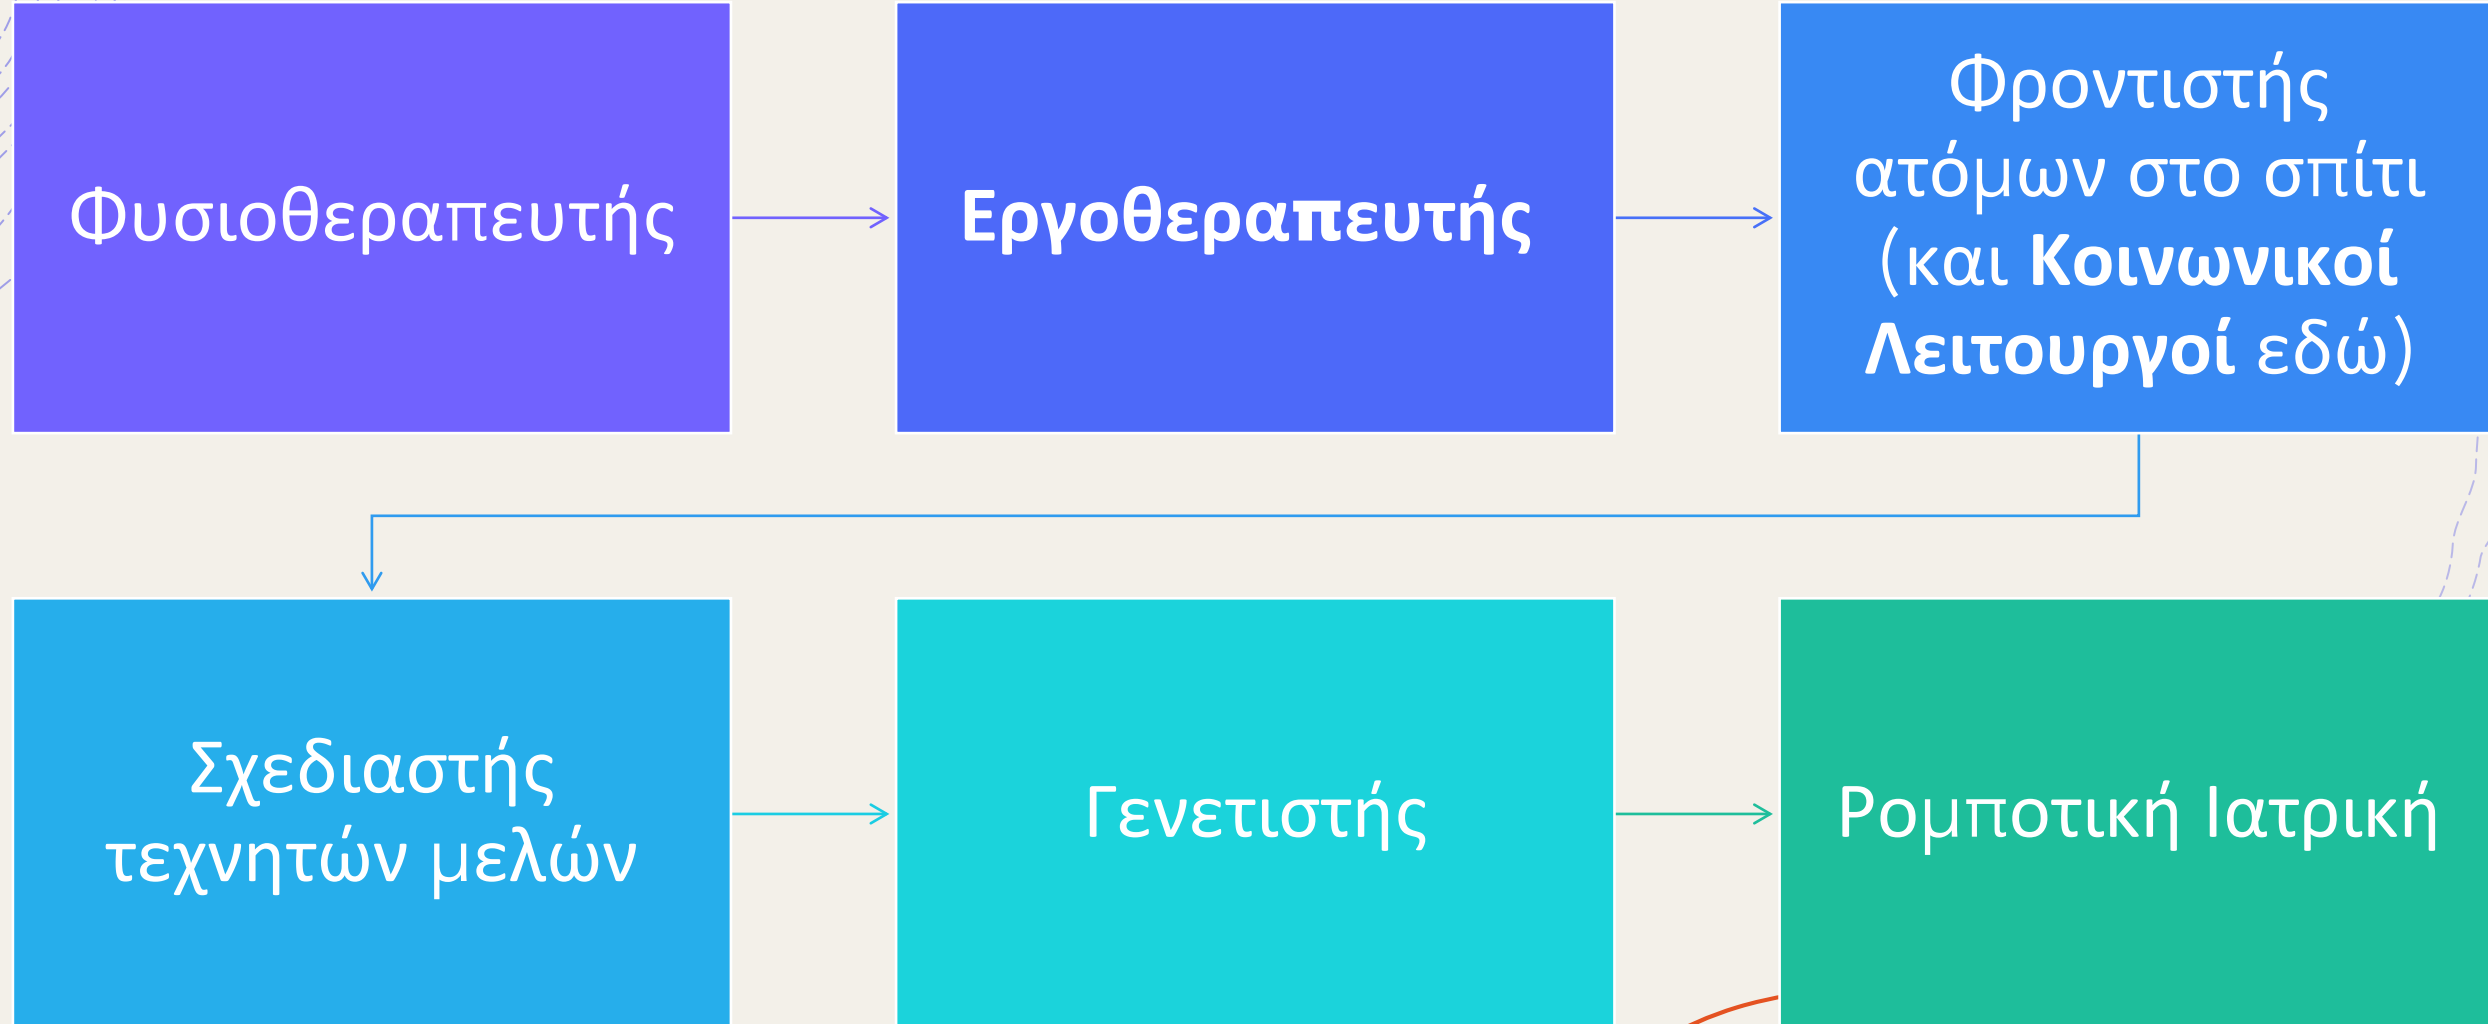 Φυσιοθεραπευτής
Εργοθεραπευτής
Φροντιστής
ατόμων στο σπίτι
(και Κοινωνικοί
Λειτουργοί εδώ)
Σχεδιαστής
τεχνητών μελών
Γενετιστής
Ρομποτική Ιατρική